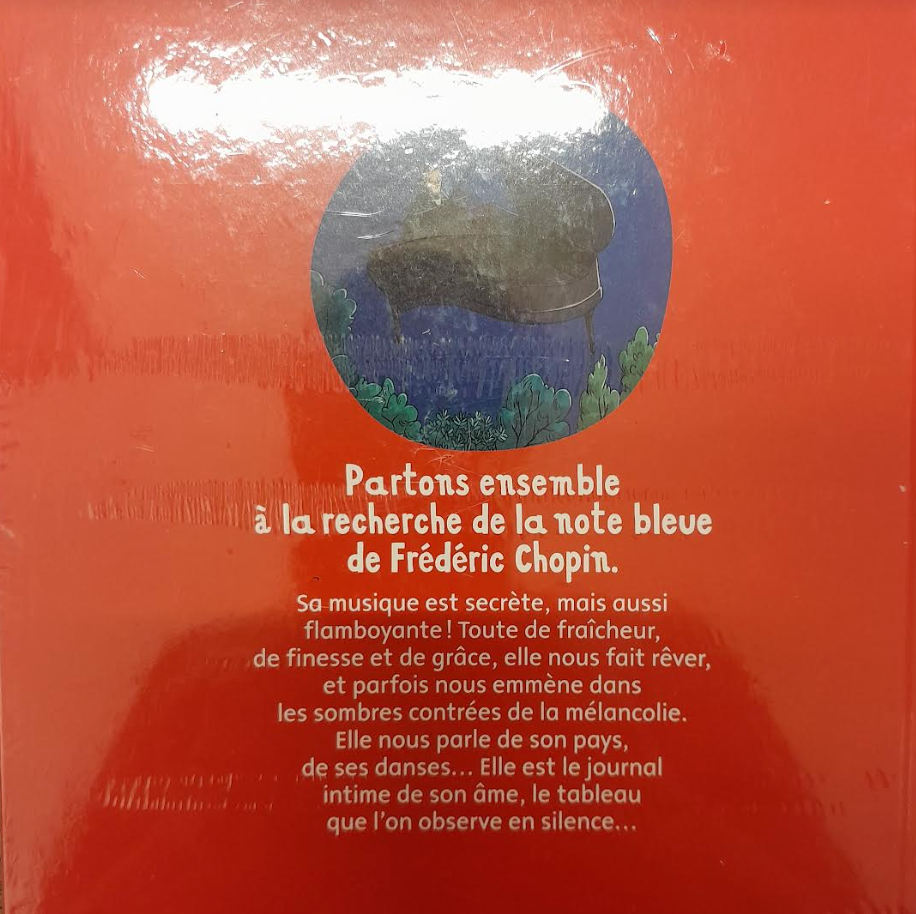 Partons ensemble
à la recherche de la note bleue
de Frédéric Chopin.
Sa musique est secrète, mais aussi
flamboyante ! Toute de fraîcheur,
de finesse et de grâce, elle nous fait rêver,
et parfois nous emmène dans
les sombres contrées de la mélancolie.
Elle nous parle de son pays,
de ses danses... Elle est le journal
intime de son âme, le tableau
que l'on observe en silence...